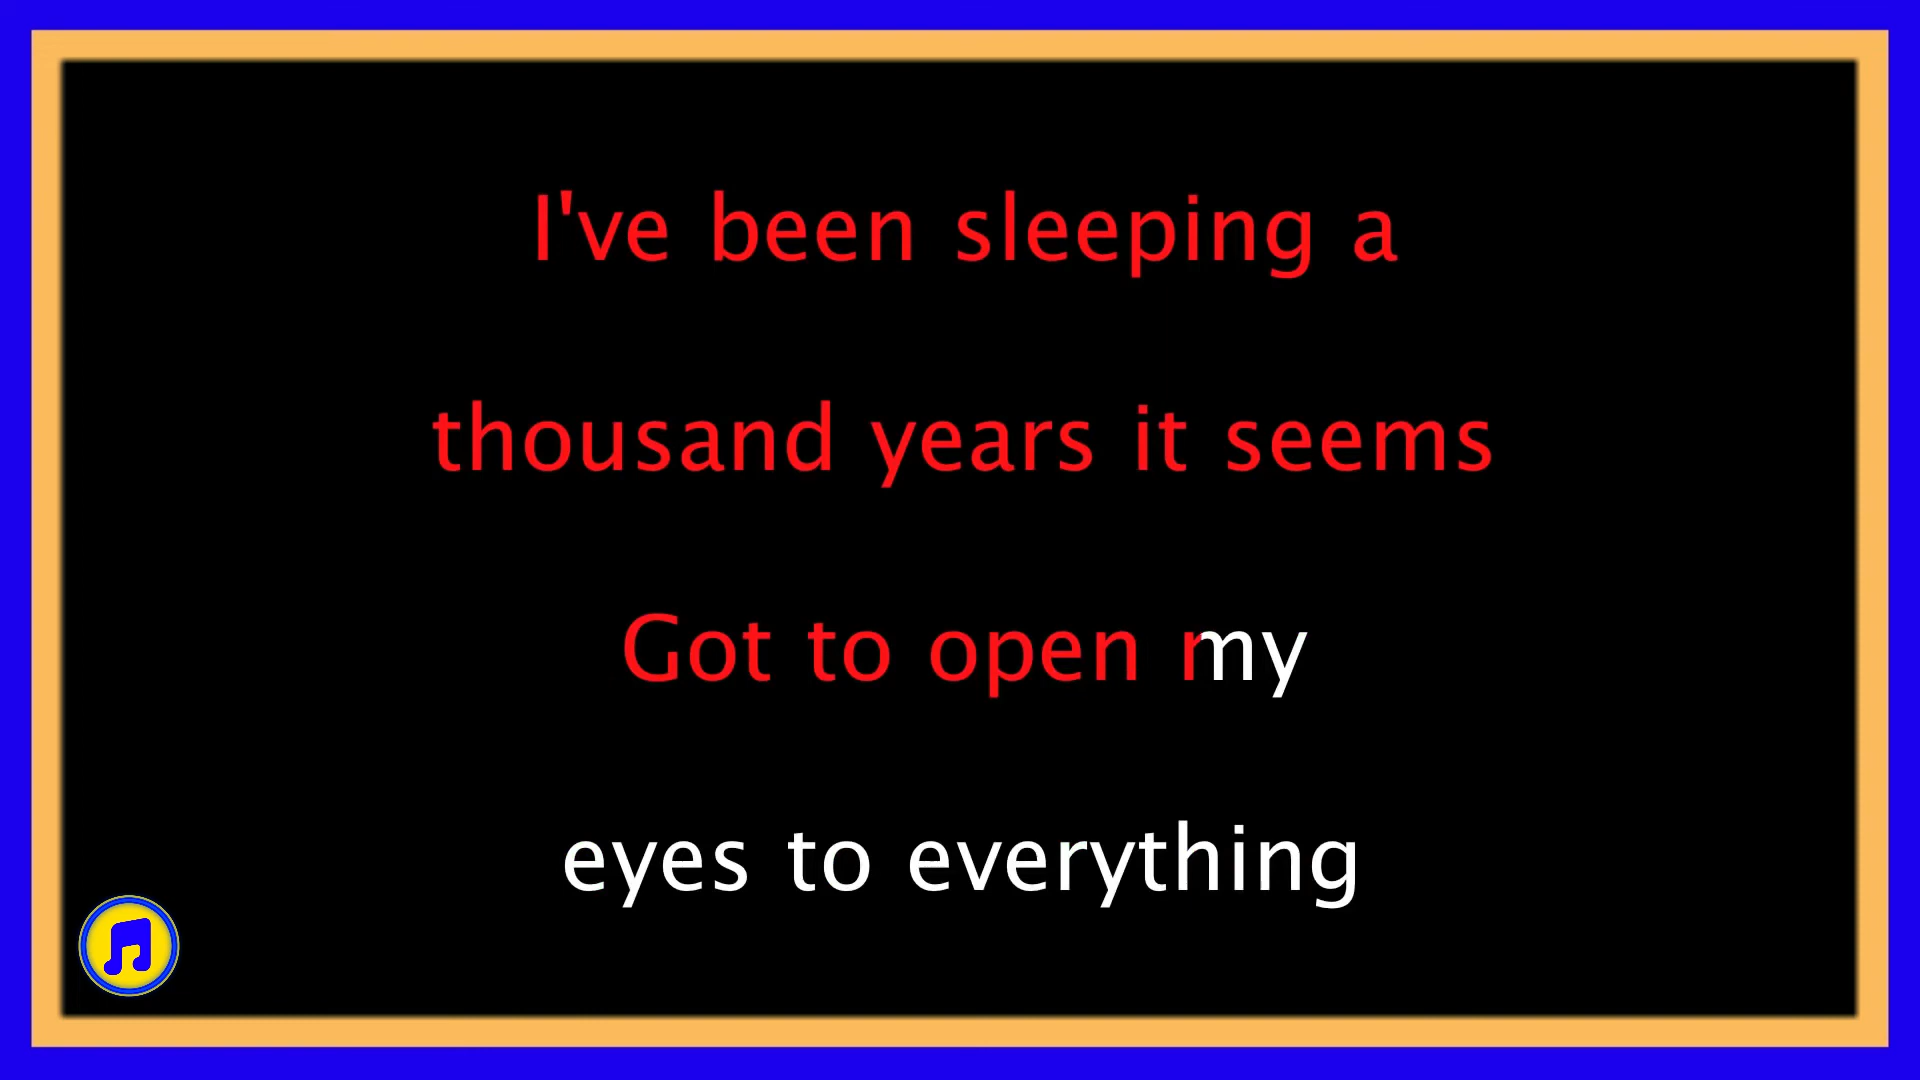 I've been sleeping a
thousand years it seems
Got to open my
eyes to everything